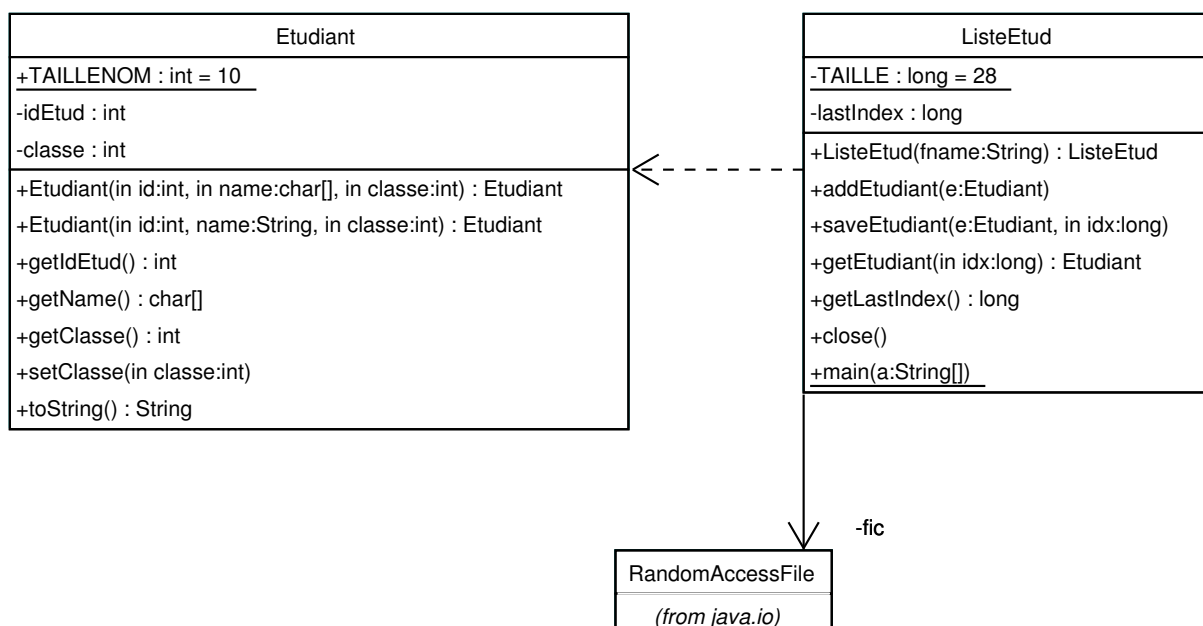 Etudiant
+TAILLENOM : int = 10
-idEtud : int
-classe : int
+Etudiant(in id:int, in name:char[], in classe:int) : Etudiant
+Etudiant(in id:int, name:String, in classe:int) : Etudiant
+getIdEtud() : int
+getName() : char[]
+getClasse() : int
+setClasse(in classe:int)
+toString() : String
ListeEtud
-TAILLE : long = 28
-lastIndex : long
+ListeEtud(fname:String) : ListeEtud
+addEtudiant(e:Etudiant)
+saveEtudiant(e:Etudiant, in idx:long)
+getEtudiant(in idx:long) : Etudiant
+getLastIndex() : long
+close()
+main(a:String[])
-fic
RandomAccessFile
(from java.io)